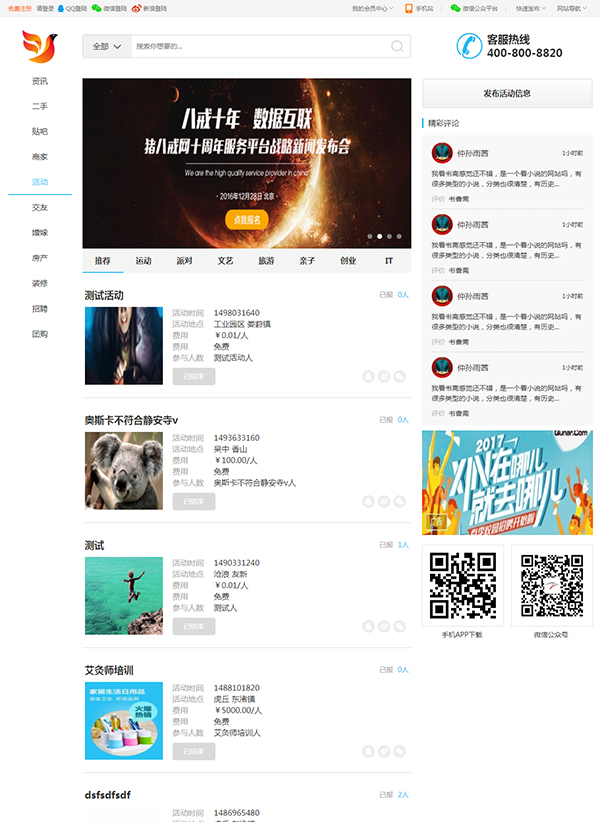 免费注册 请登录 QQ登陆 微信登陆 新浪登陆
我的会员中心 手机站 微信公众平台 快速发布 网站导航
全部 搜索你想要的...
客服热线
400-800-8820
资讯
二手
贴吧
商家
活动
交友
婚嫁
房产
装修
招聘
团购
八戒十年 数据互联
猪八戒网十周年服务平台战略新闻发布会
We are the high quality service provider in china
· 2016年12月28日 北京 ·
点我报名
推荐 运动 派对 文艺 旅游 亲子 创业 IT
测试活动 已报 0人
活动时间 1498031640
活动地点 工业园区 娄葑镇
费用 ￥0.01/人
费用 免费
参与人数 测试活动人
已结束
奥斯卡不符合静安寺v 已报 0人
活动时间 1493633160
活动地点 吴中 香山
费用 ￥100.00/人
费用 免费
参与人数 奥斯卡不符合静安寺v人
已结束
测试 已报 1人
活动时间 1490331240
活动地点 沧浪 友新
费用 ￥0.01/人
费用 免费
参与人数 测试人
已结束
艾灸师培训 已报 0人
家居生活日用品
火爆
热销
活动时间 1488101820
活动地点 虎丘 东渚镇
费用 ￥5000.00/人
费用 免费
参与人数 艾灸师培训人
已结束
dsfsdfsdf 已报 2人
活动时间 1486965480
发布活动信息
精彩评论
仲孙雨茜 1小时前
我看书斋感觉还不错，是一个看小说的网站吗，有
很多类型的小说，分类也很清楚，有历史...
评价 书香斋
仲孙雨茜 1小时前
我看书斋感觉还不错，是一个看小说的网站吗，有
很多类型的小说，分类也很清楚，有历史...
评价 书香斋
仲孙雨茜 1小时前
我看书斋感觉还不错，是一个看小说的网站吗，有
很多类型的小说，分类也很清楚，有历史...
评价 书香斋
仲孙雨茜 1小时前
我看书斋感觉还不错，是一个看小说的网站吗，有
很多类型的小说，分类也很清楚，有历史...
评价 书香斋
Qunar.Com
2017
在哪儿
就去哪儿
广告
手机APP下载 微信公众号